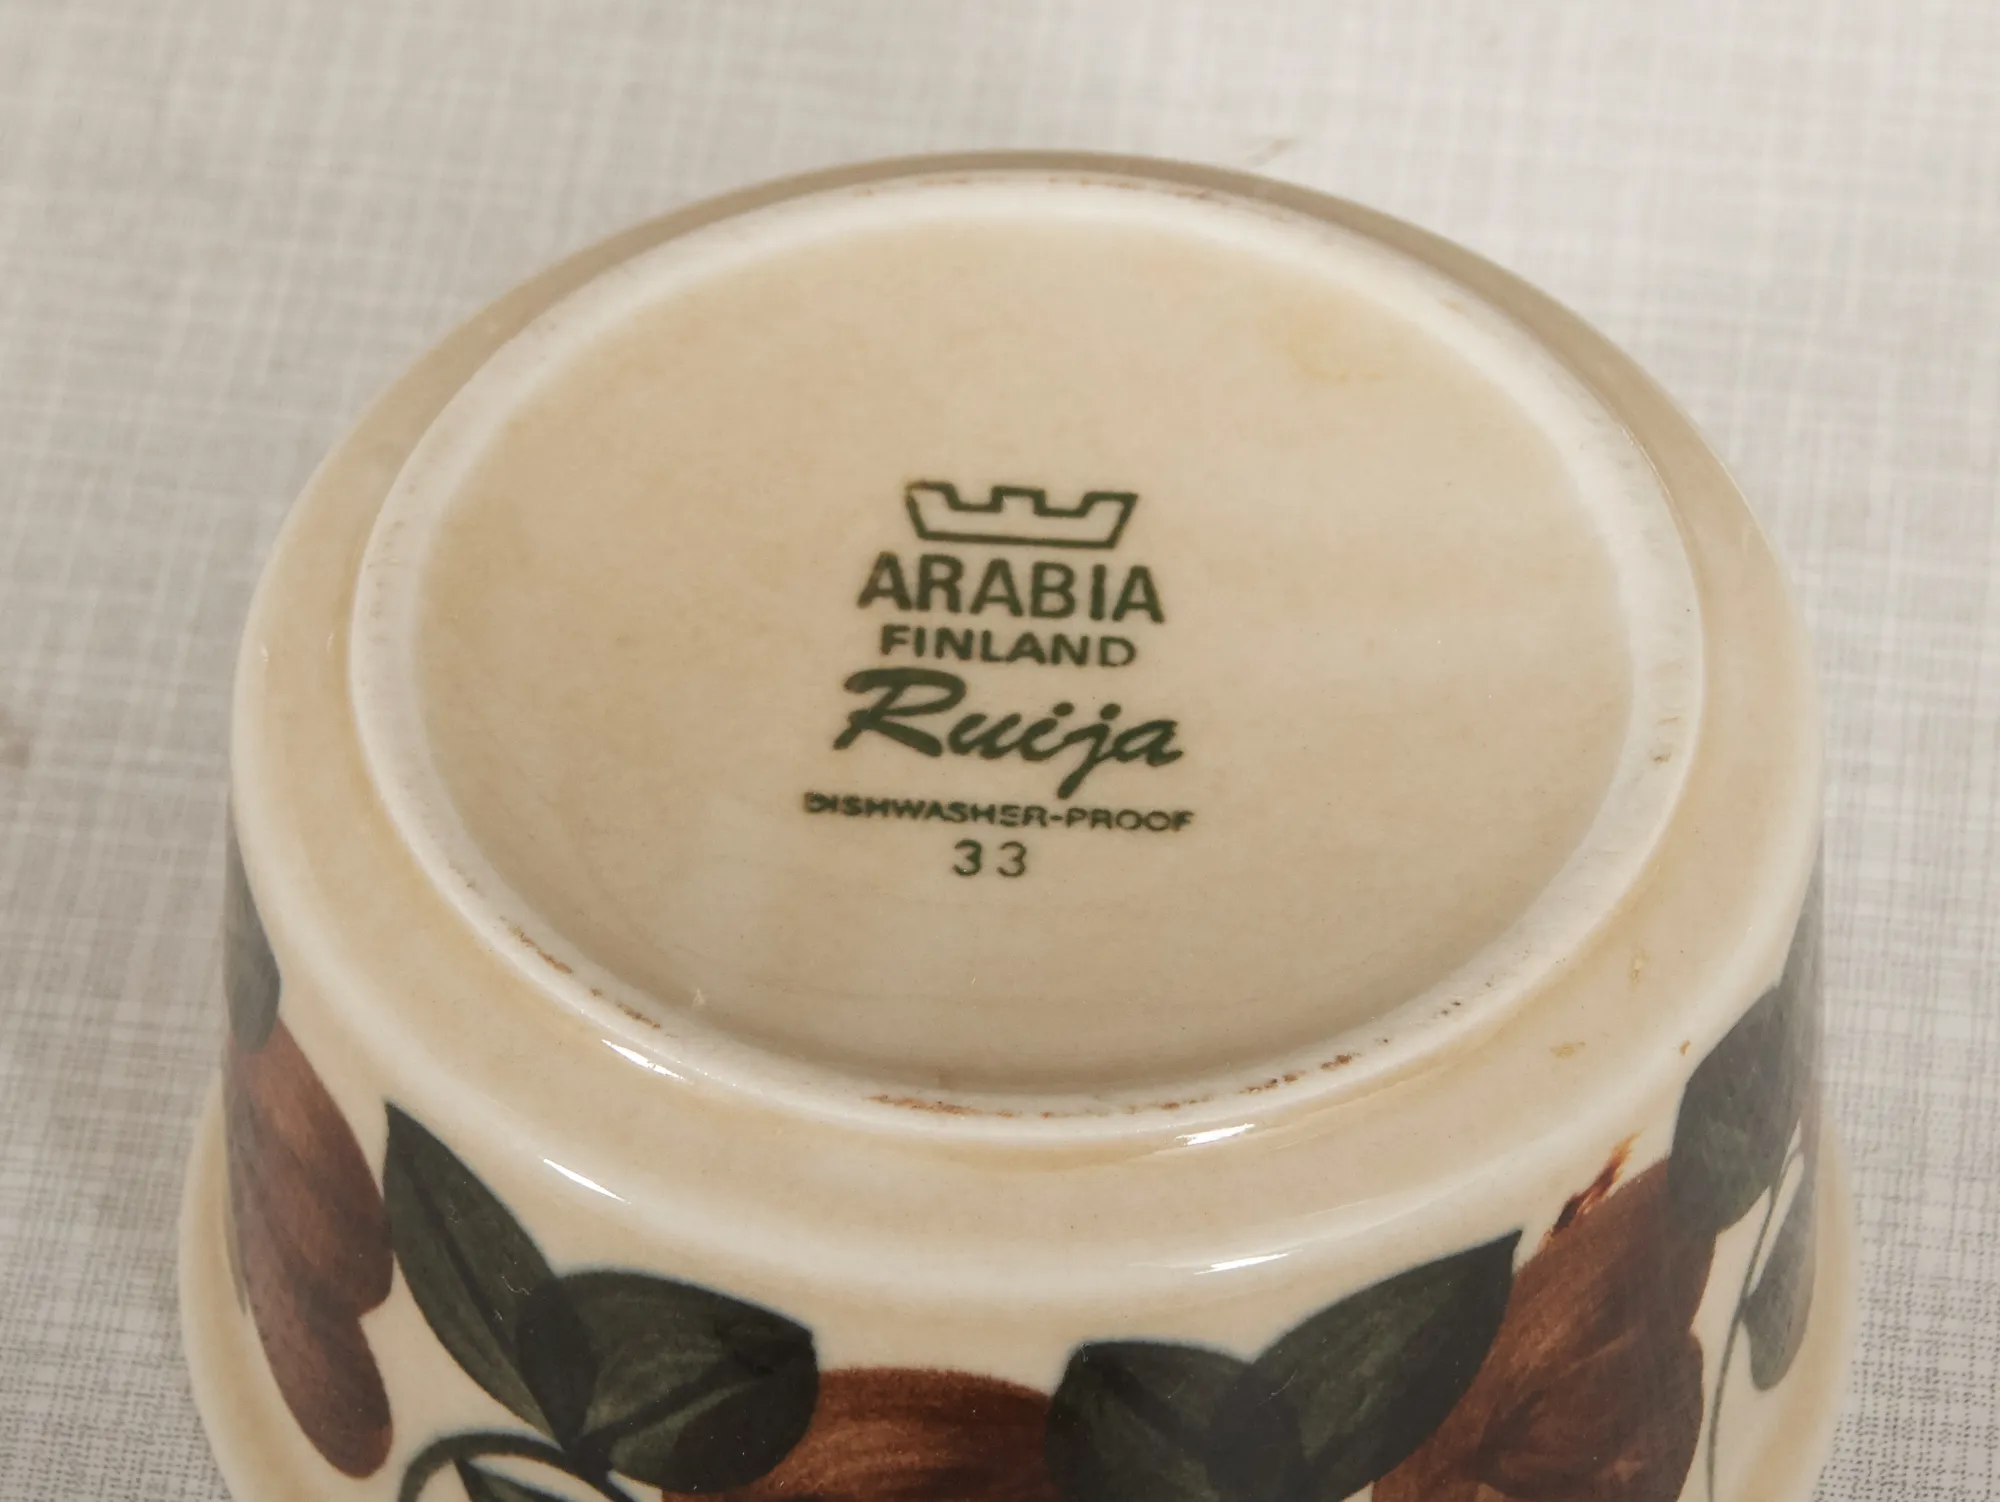 ARABIA
FINLAND
Ruija
DISHWASHER-PROOF
33